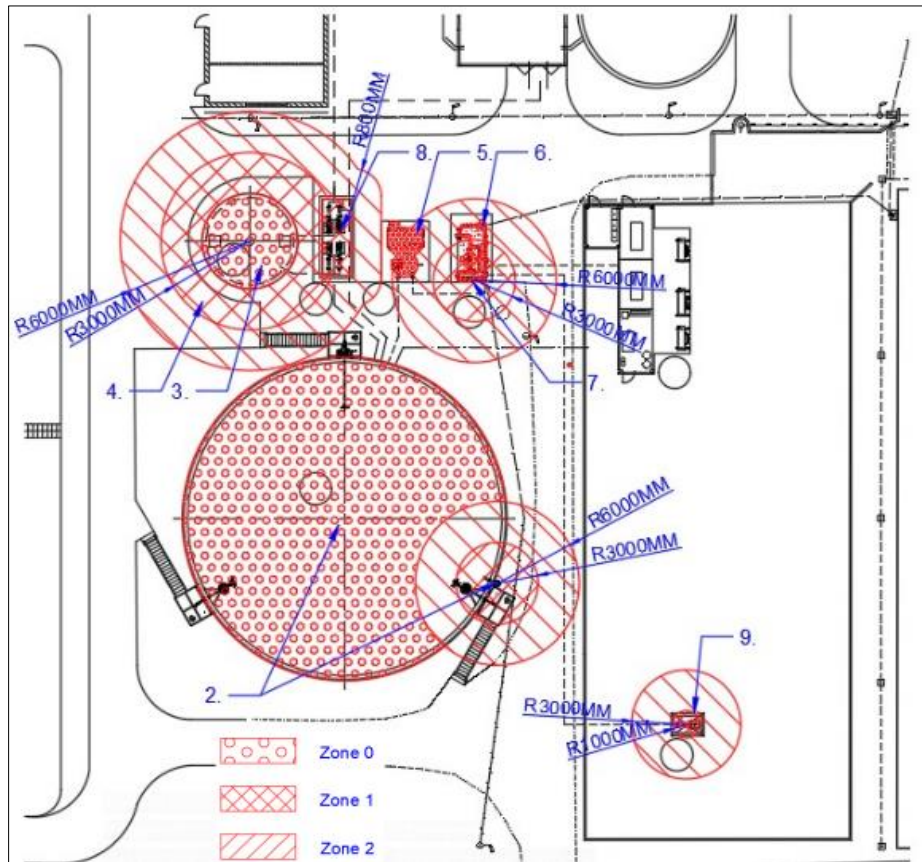 R800MM
8.
5.
6.
R6000MM
R3000MM
R6000MM
R3000MM
4.
3.
7.
R6000MM
R3000MM
2.
9.
R3000MM
R1000MM
Zone 0
Zone 1
Zone 2